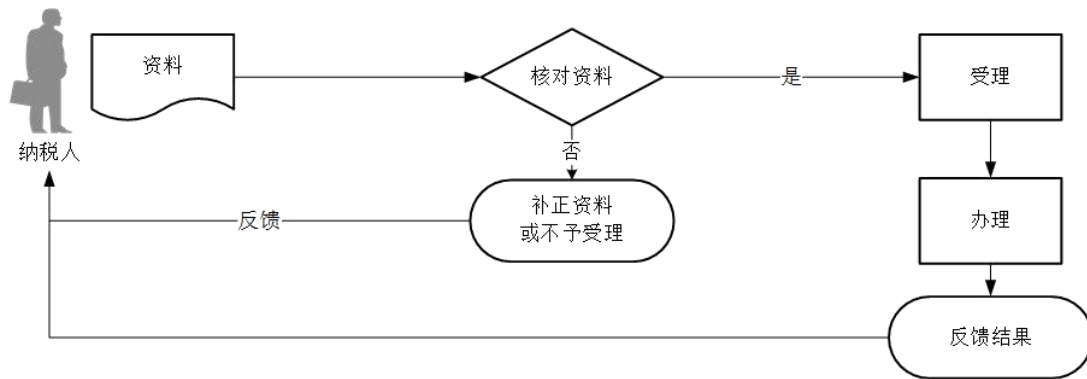 资料
核对资料
是
受理
纳税人
否
补正资料
或不予受理
反馈
办理
反馈结果